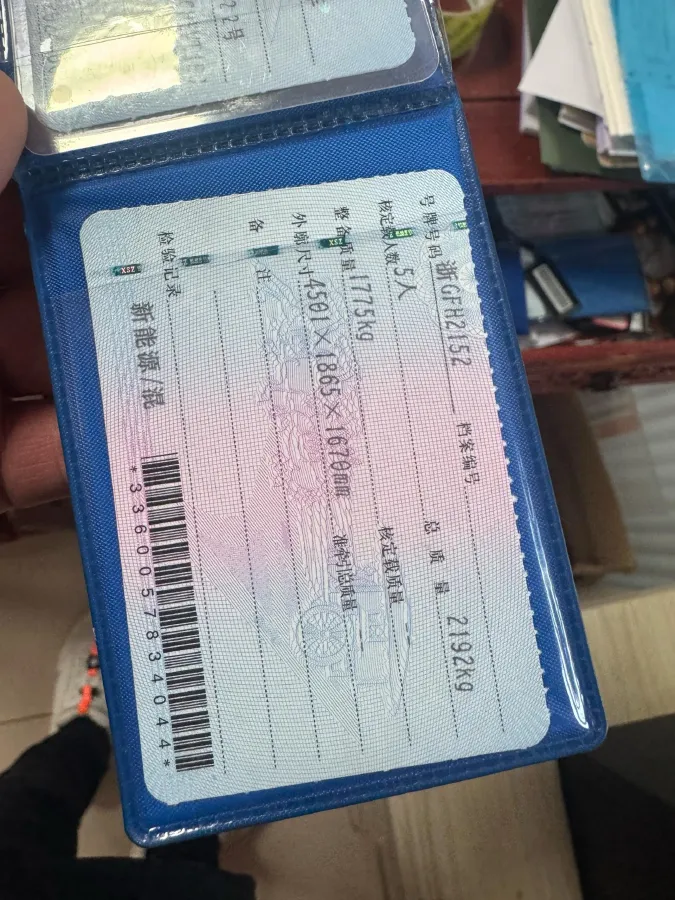 22号
号牌号码 浙GFH2152 档案编号
核定载人数 5人 总质量 2192kg
整备质量 1775kg 核定载质量
外廓尺寸 4501×1865×1670mm 准牵引总质量
备注
检验记录
新能源/混
*3360057834044*